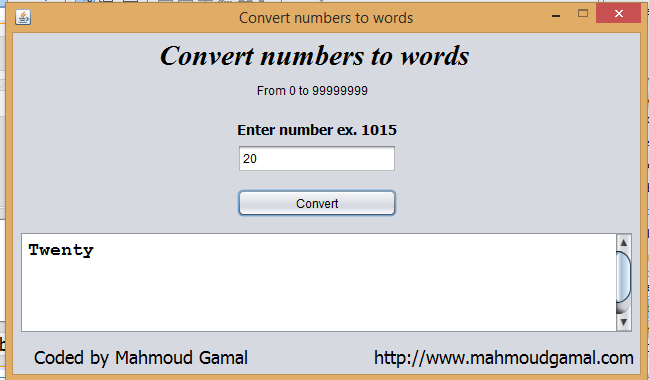 Convert numbers to words
Convert numbers to words
From 0 to 99999999
Enter number ex. 1015
20
Convert
Twenty
Coded by Mahmoud Gamal http://www.mahmoudgamal.com